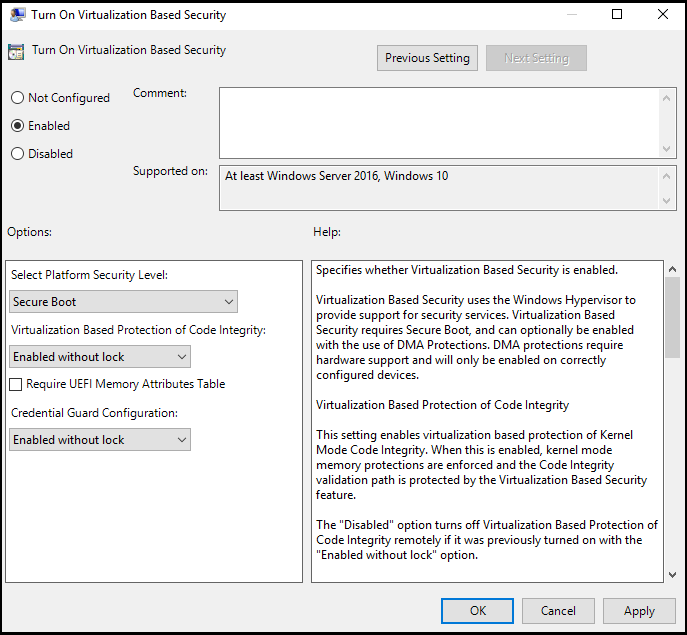 Turn On Virtualization Based Security
Turn On Virtualization Based Security
Previous Setting
Next Setting
Not Configured
Enabled
Disabled
Comment:
Supported on:
At least Windows Server 2016, Windows 10
Options:
Help:
Select Platform Security Level:
Secure Boot
Virtualization Based Protection of Code Integrity:
Enabled without lock
Require UEFI Memory Attributes Table
Credential Guard Configuration:
Enabled without lock
Specifies whether Virtualization Based Security is enabled.
Virtualization Based Security uses the Windows Hypervisor to
provide support for security services. Virtualization Based
Security requires Secure Boot, and can optionally be enabled
with the use of DMA Protections. DMA protections require
hardware support and will only be enabled on correctly
configured devices.
Virtualization Based Protection of Code Integrity
This setting enables virtualization based protection of Kernel
Mode Code Integrity. When this is enabled, kernel mode
memory protections are enforced and the Code Integrity
validation path is protected by the Virtualization Based Security
feature.
The "Disabled" option turns off Virtualization Based Protection of
Code Integrity remotely if it was previously turned on with the
"Enabled without lock" option.
OK
Cancel
Apply